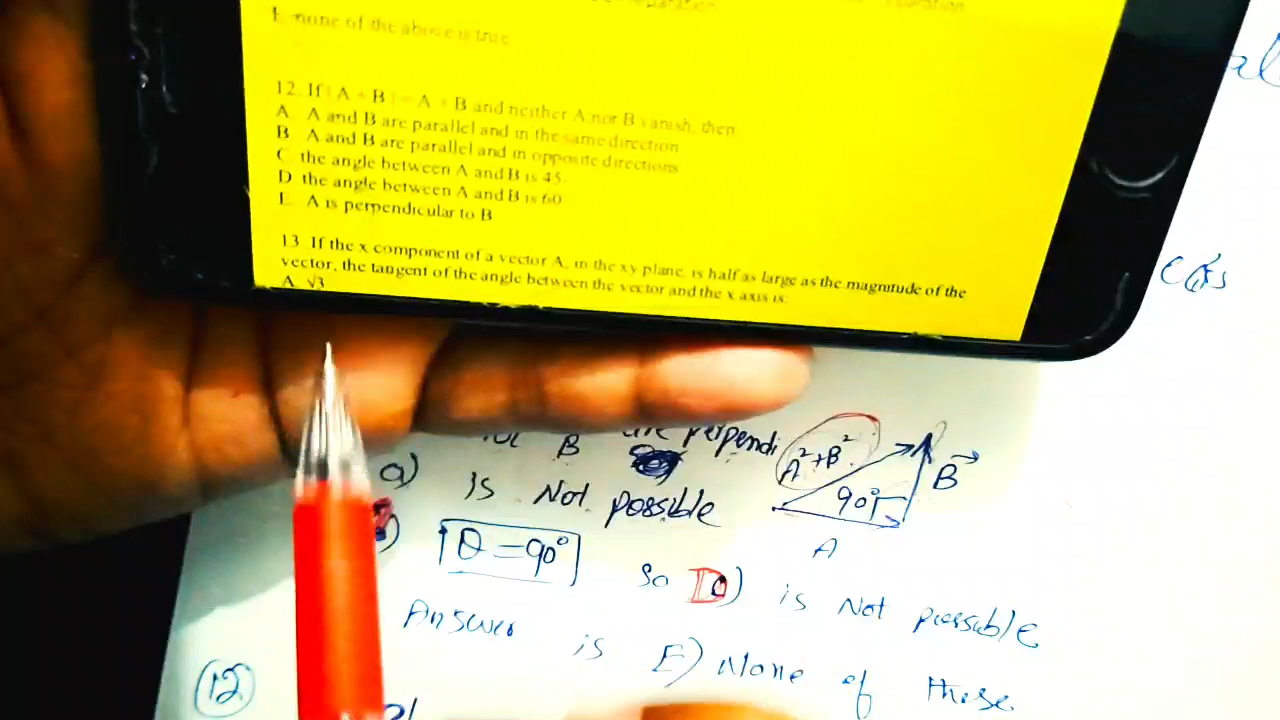 E. none of the above is true
12. If | A + B | = A + B and neither A nor B vanish, then:
A. A and B are parallel and in the same direction
B. A and B are parallel and in opposite directions
C. the angle between A and B is 45◦
D. the angle between A and B is 60
E. A is perpendicular to B
13. If the x component of a vector A, in the xy plane, is half as large as the magnitude of the
vector, the tangent of the angle between the vector and the x axis is:
A. √3
B are perpendi
a) is Not possible
A²+B²
90°
B
A
θ = 90° so D) is Not possible
Answer is E) None of these
12